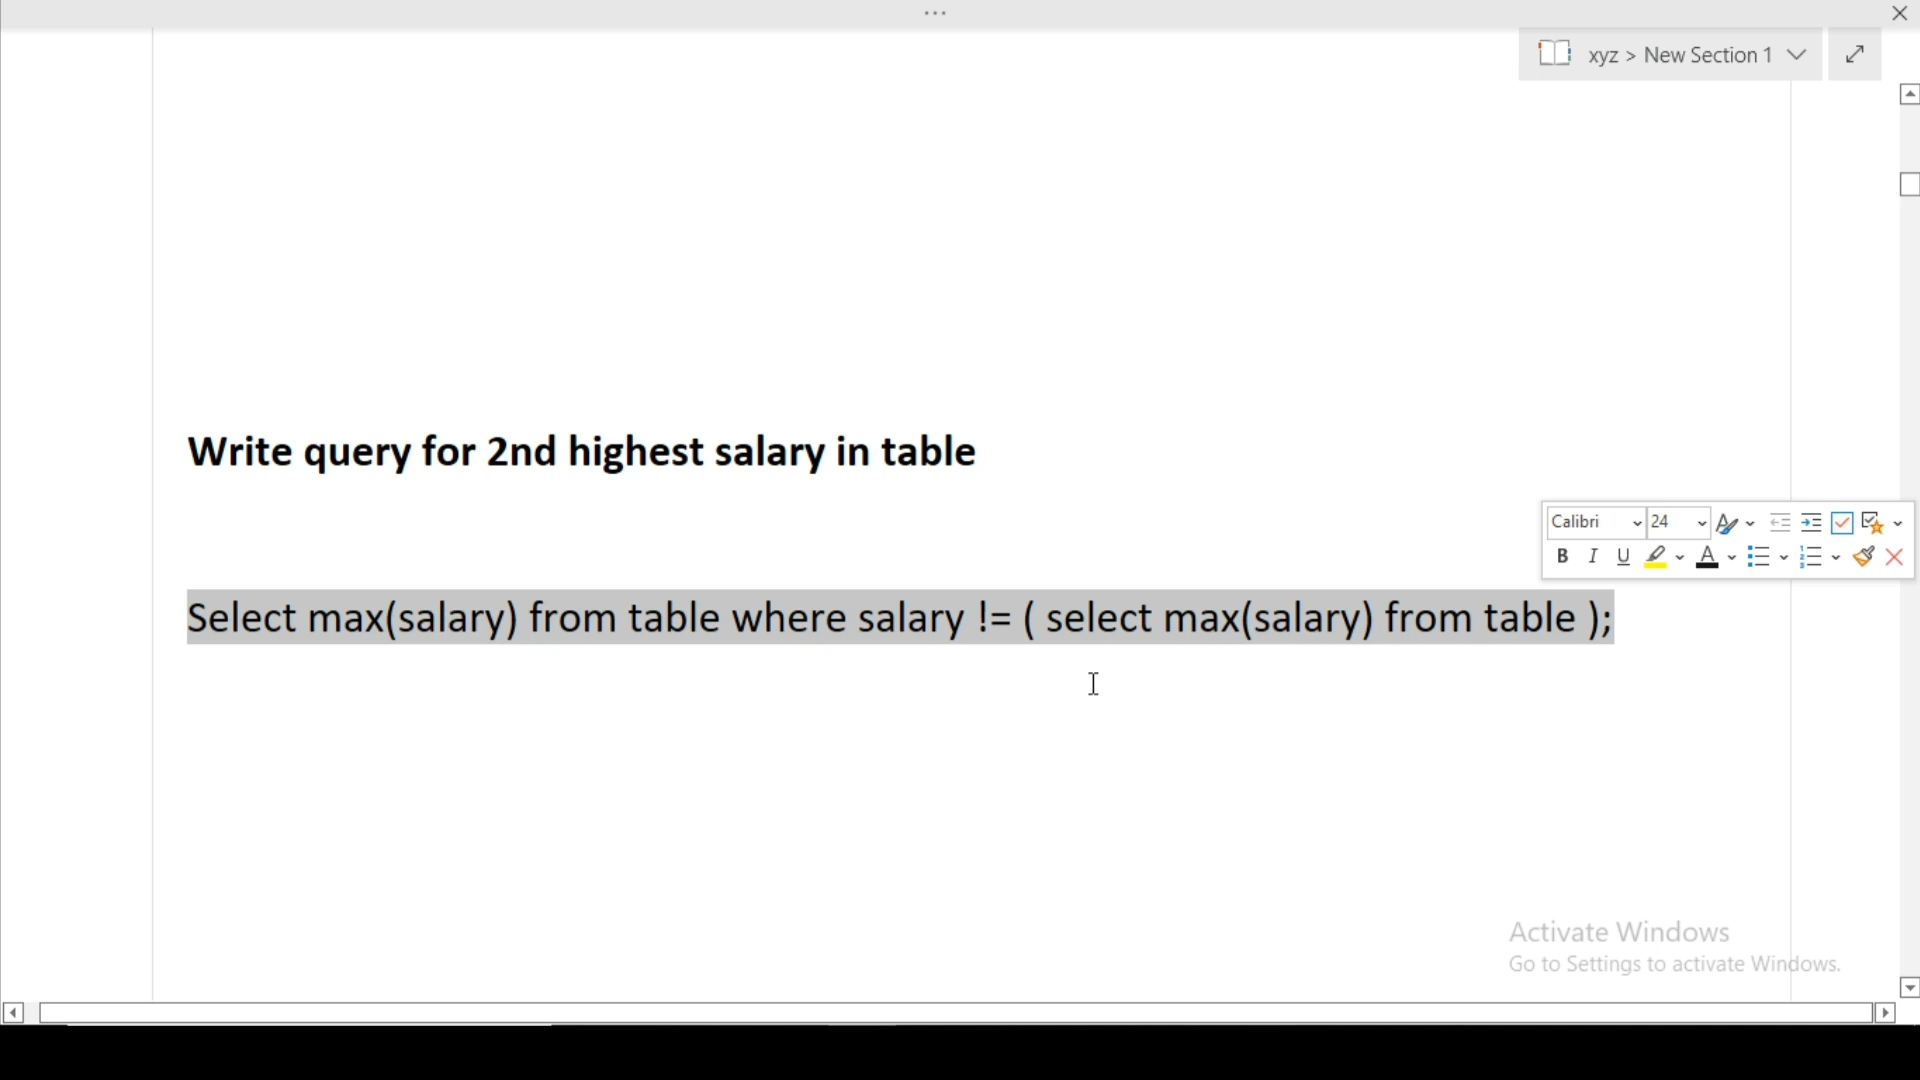 ...
xyz > New Section 1
Write query for 2nd highest salary in table
Calibri 24
B I U A
Select max(salary) from table where salary != ( select max(salary) from table );
Activate Windows
Go to Settings to activate Windows.